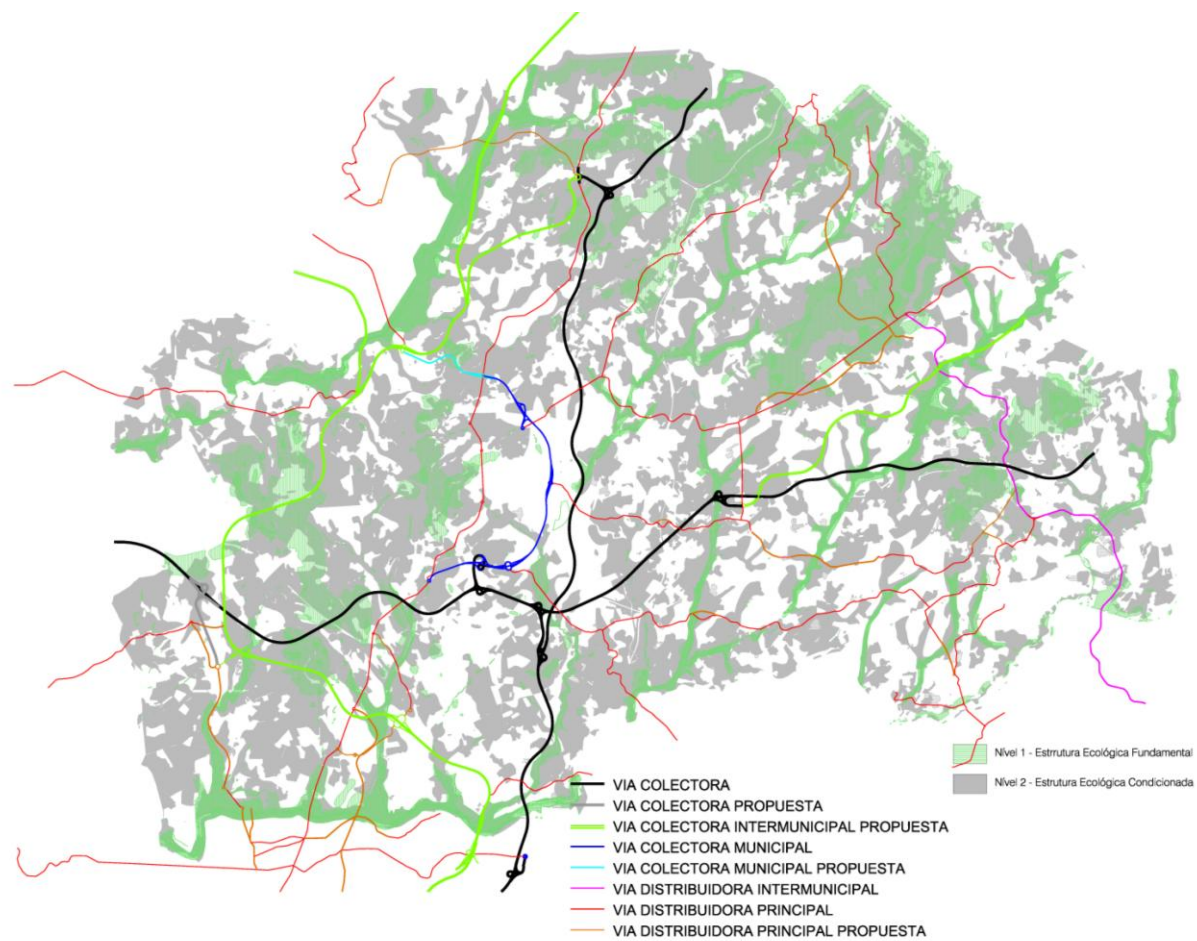 Nível 1 - Estrrutura Ecológica Fundamental
Nível 2 - Estrutura Ecológica Condicionada
VIA COLECTORA
VIA COLECTORA PROPUESTA
VIA COLECTORA INTERMUNICIPAL PROPUESTA
VIA COLECTORA MUNICIPAL
VIA COLECTORA MUNICIPAL PROPUESTA
VIA DISTRIBUIDORA INTERMUNICIPAL
VIA DISTRIBUIDORA PRINCIPAL
VIA DISTRIBUIDORA PRINCIPAL PROPUESTA